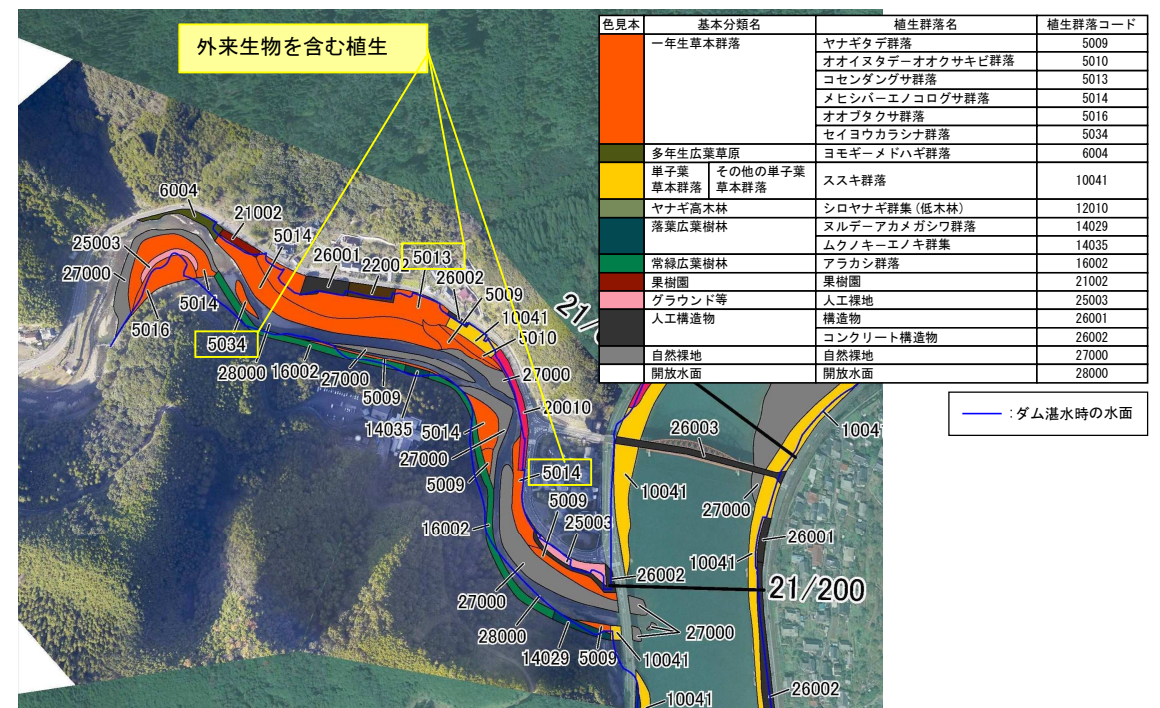 外来生物を含む植生
色見本 基本分類名 植生群落名 植生群落コード
一年生草本群落 ヤナギタデ群落 5009
オオイヌタデーオオクサキビ群落 5010
コセンダングサ群落 5013
メヒシバーエノコログサ群落 5014
オオブタクサ群落 5016
セイヨウカラシナ群落 5034
多年生広葉草原 ヨモギーメドハギ群落 6004
単子葉草本群落 その他の単子葉草本群落 ススキ群落 10041
ヤナギ高木林 シロヤナギ群集(低木林) 12010
落葉広葉樹林 ヌルデーアカメガシワ群落 14029
ムクノキーエノキ群集 14035
常緑広葉樹林 アラカシ群落 16002
果樹園 果樹園 21002
グラウンド等 人工裸地 25003
人工構造物 構造物 26001
コンクリート構造物 26002
自然裸地 自然裸地 27000
開放水面 開放水面 28000
:ダム湛水時の水面
6004
21002
25003
5014
27000
26001
22002
5013
26002
5009
10041
5010
21/
5014
5016
5034
28000
16002
27000
5009
14035
27000
20010
5014
27000
5009
5014
5009
25003
16002
26003
10041
10041
27000
26001
10041
26002
21/200
27000
28000
14029
5009
27000
10041
10041
26002